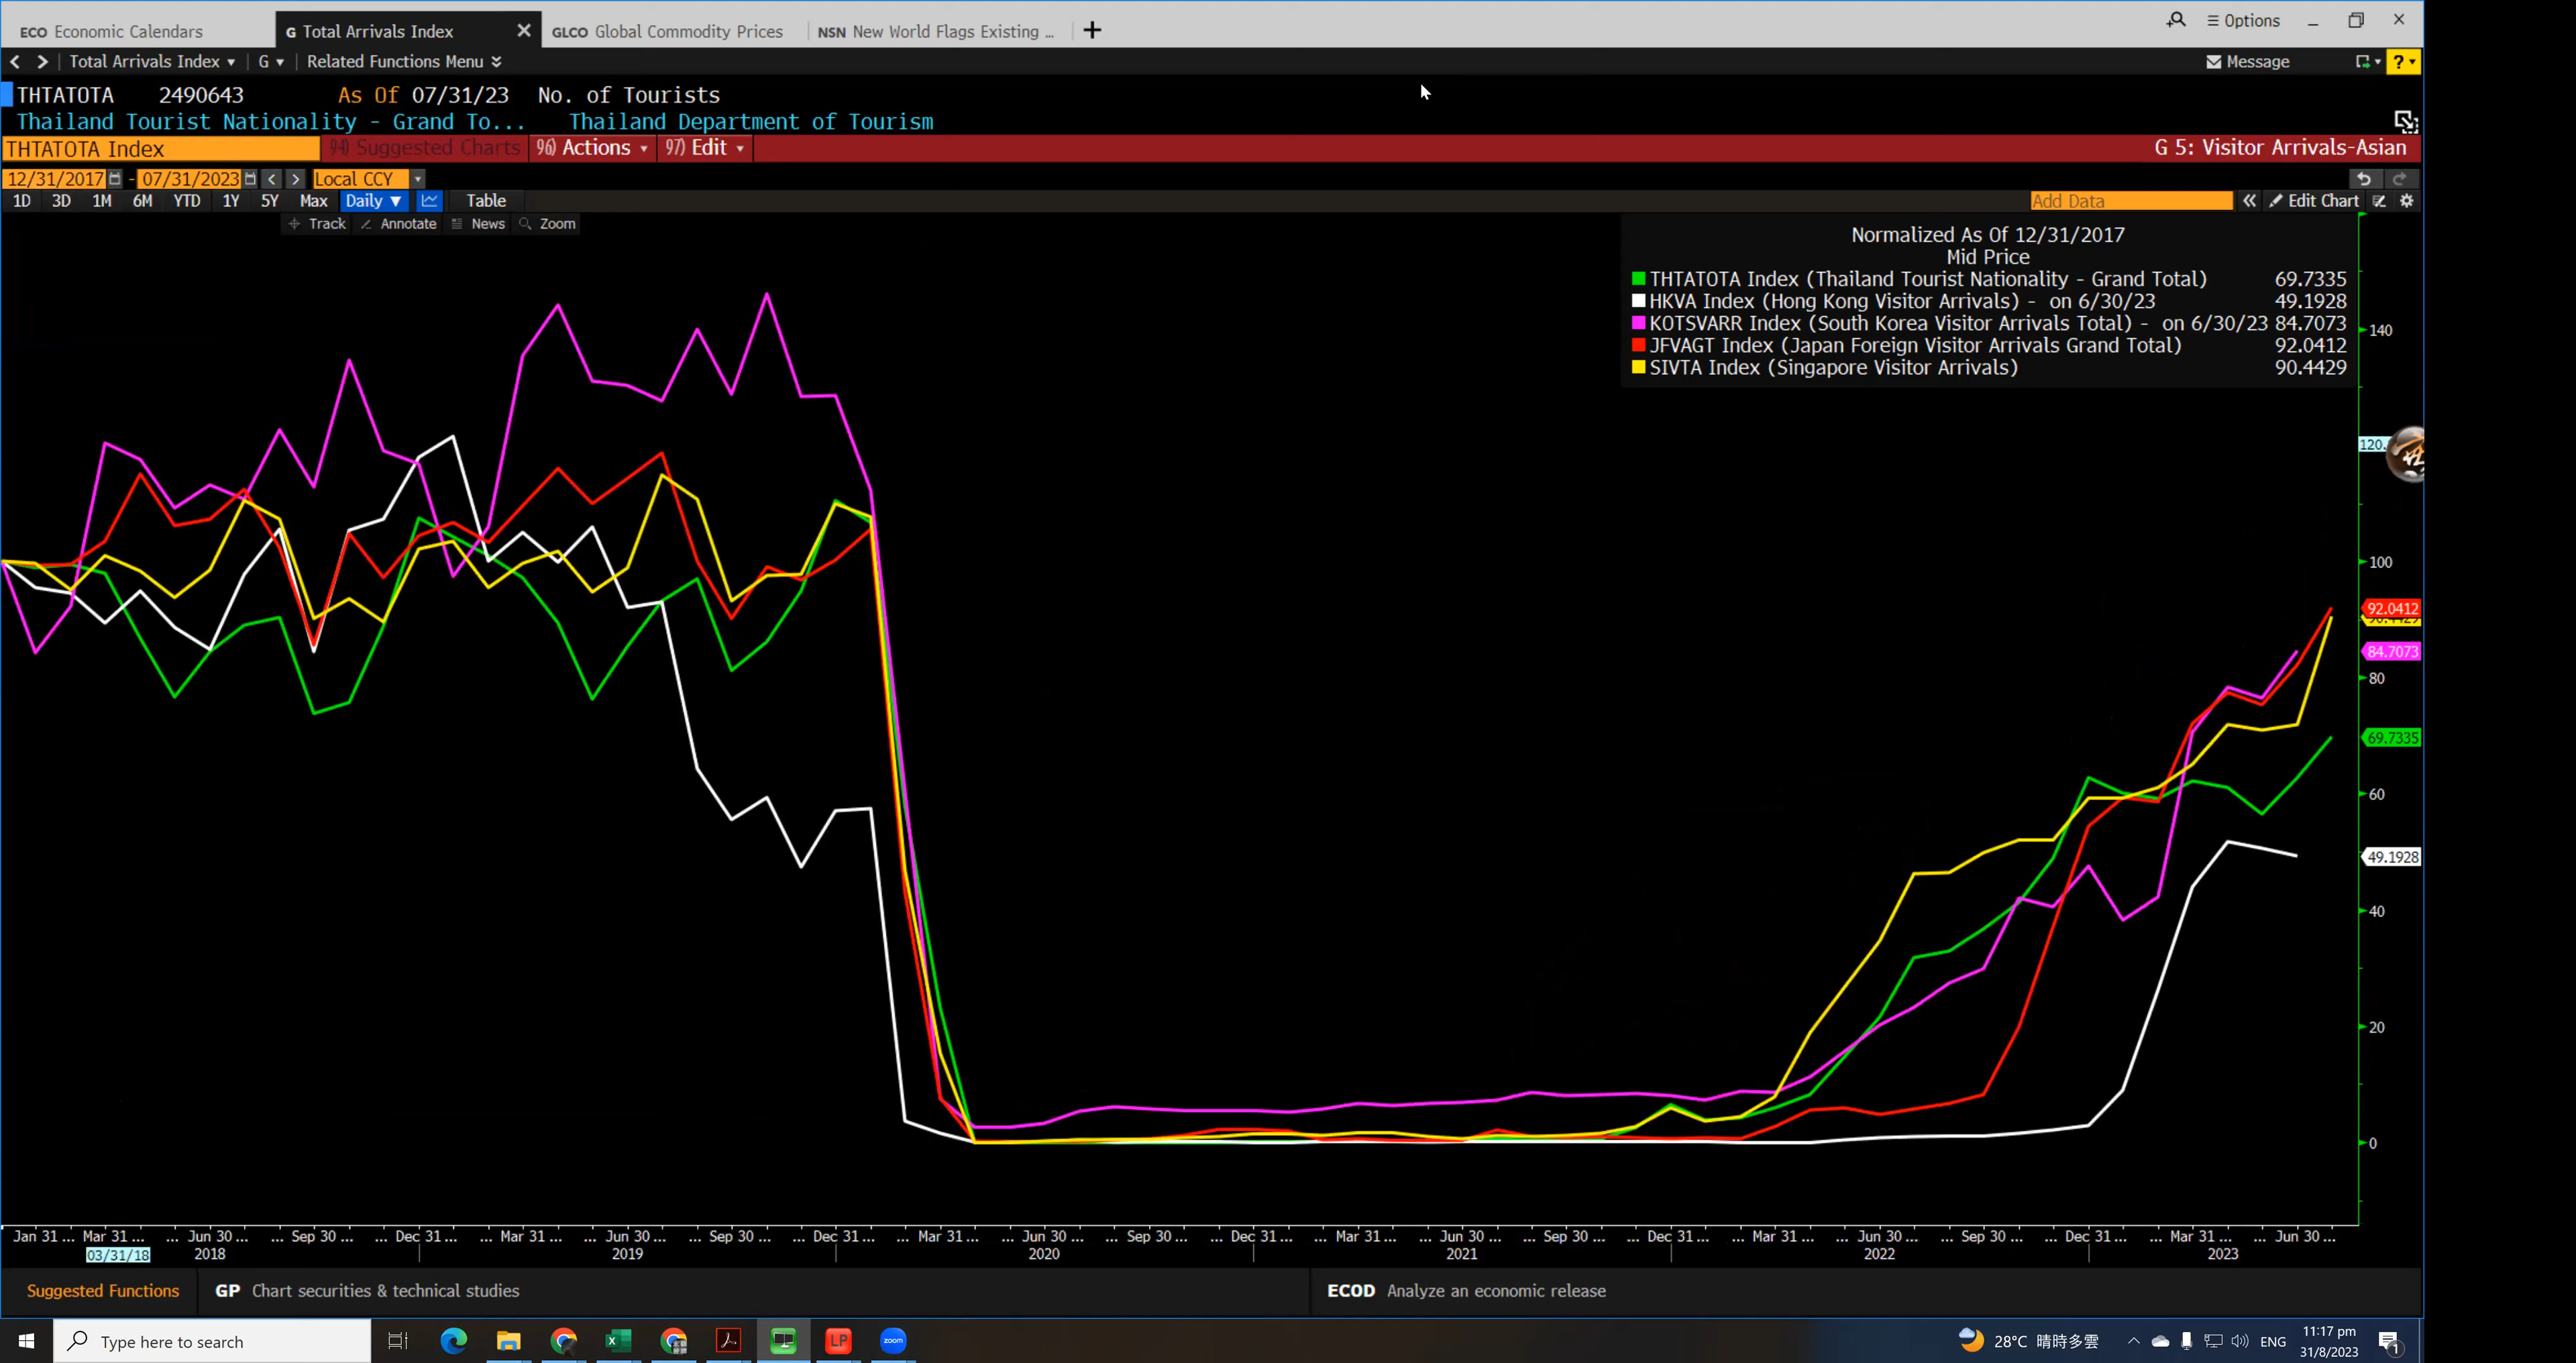 ECO Economic Calendars G Total Arrivals Index GLCO Global Commodity Prices NSN New World Flags Existing ... Options
Total Arrivals Index G Related Functions Menu Message ?
THTATOTA 2490643 As Of 07/31/23 No. of Tourists
Thailand Tourist Nationality - Grand To... Thailand Department of Tourism
THTATOTA Index 94) Suggested Charts 96) Actions 97) Edit G 5: Visitor Arrivals-Asian
12/31/2017 - 07/31/2023 Local CCY
1D 3D 1M 6M YTD 1Y 5Y Max Daily ▼ Table Add Data « Edit Chart
Track Annotate News Zoom
Normalized As Of 12/31/2017
Mid Price
THTATOTA Index (Thailand Tourist Nationality - Grand Total) 69.7335
HKVA Index (Hong Kong Visitor Arrivals) - on 6/30/23 49.1928
KOTSVARR Index (South Korea Visitor Arrivals Total) - on 6/30/23 84.7073
JFVAGT Index (Japan Foreign Visitor Arrivals Grand Total) 92.0412
SIVTA Index (Singapore Visitor Arrivals) 90.4429
140
120.
100
92.0412
90.4429
84.7073
80
69.7335
60
49.1928
40
20
0
Jan 31 ... Mar 31 ... ... Jun 30 ... ... Sep 30 ... ... Dec 31 ... ... Mar 31 ... ... Jun 30 ... ... Sep 30 ... ... Dec 31 ... ... Mar 31 ... ... Jun 30 ... ... Sep 30 ... ... Dec 31 ... ... Mar 31 ... ... Jun 30 ... ... Sep 30 ... ... Dec 31 ... ... Mar 31 ... ... Jun 30 ... ... Sep 30 ... ... Dec 31 ... ... Mar 31 ... ... Jun 30 ...
03/31/18 2018 2019 2020 2021 2022 2023
Suggested Functions GP Chart securities & technical studies ECOD Analyze an economic release
Type here to search LP zoom 28°C 晴時多雲 ENG 11:17 pm
31/8/2023 1